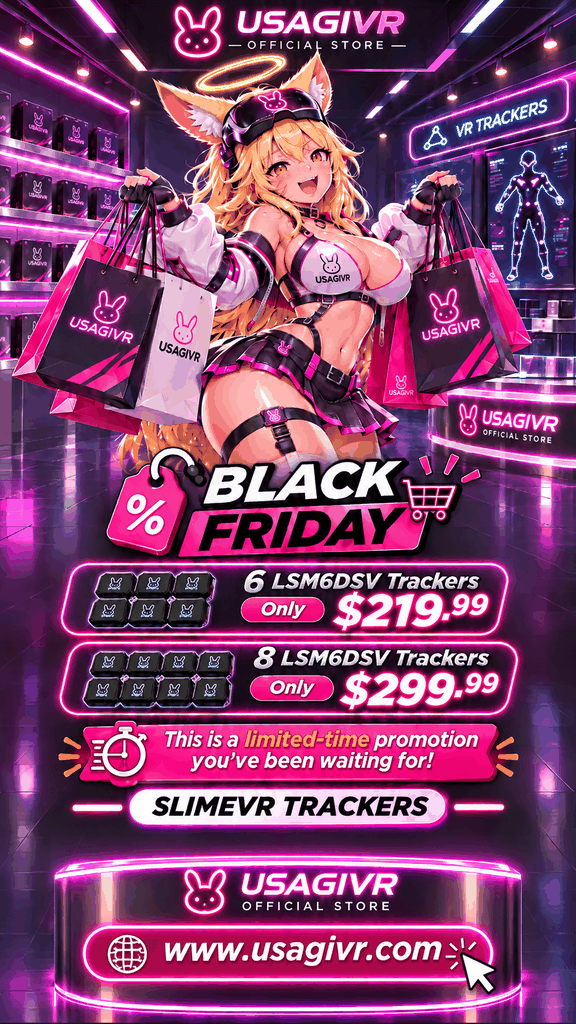 USAGIVR
OFFICIAL STORE
VR TRACKERS
USAGIVR
USAGIVR
USAGIVR
USAGIVR
USAGIVR
USAGIVR
OFFICIAL STORE
%
BLACK
FRIDAY
6 LSM6DSV Trackers
Only $219.99
8 LSM6DSV Trackers
Only $299.99
This is a limited-time promotion
you've been waiting for!
SLIMEVR TRACKERS
USAGIVR
OFFICIAL STORE
www.usagivr.com